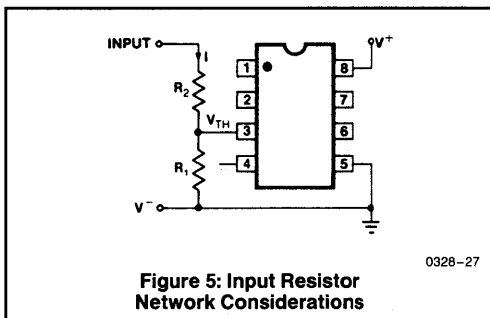 INPUT
I
V+
1
8
R2
2
7
VTH
3
6
R1
4
5
V−
0328-27
Figure 5: Input Resistor
Network Considerations